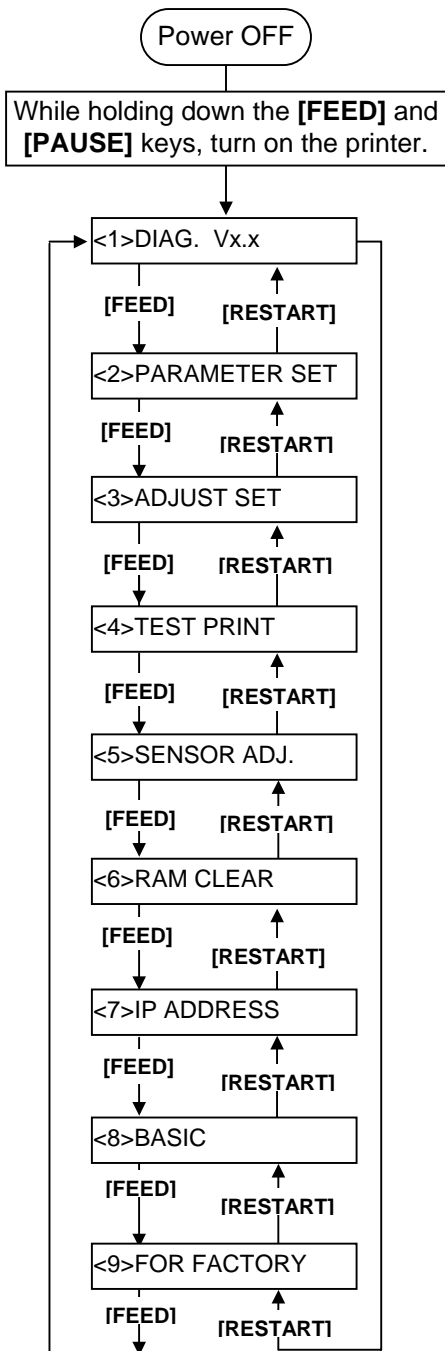 Power OFF
While holding down the [FEED] and
[PAUSE] keys, turn on the printer.
<1>DIAG. Vx.x
[FEED] [RESTART]
<2>PARAMETER SET
[FEED] [RESTART]
<3>ADJUST SET
[FEED] [RESTART]
<4>TEST PRINT
[FEED] [RESTART]
<5>SENSOR ADJ.
[FEED] [RESTART]
<6>RAM CLEAR
[FEED] [RESTART]
<7>IP ADDRESS
[FEED] [RESTART]
<8>BASIC
[FEED] [RESTART]
<9>FOR FACTORY
[FEED] [RESTART]